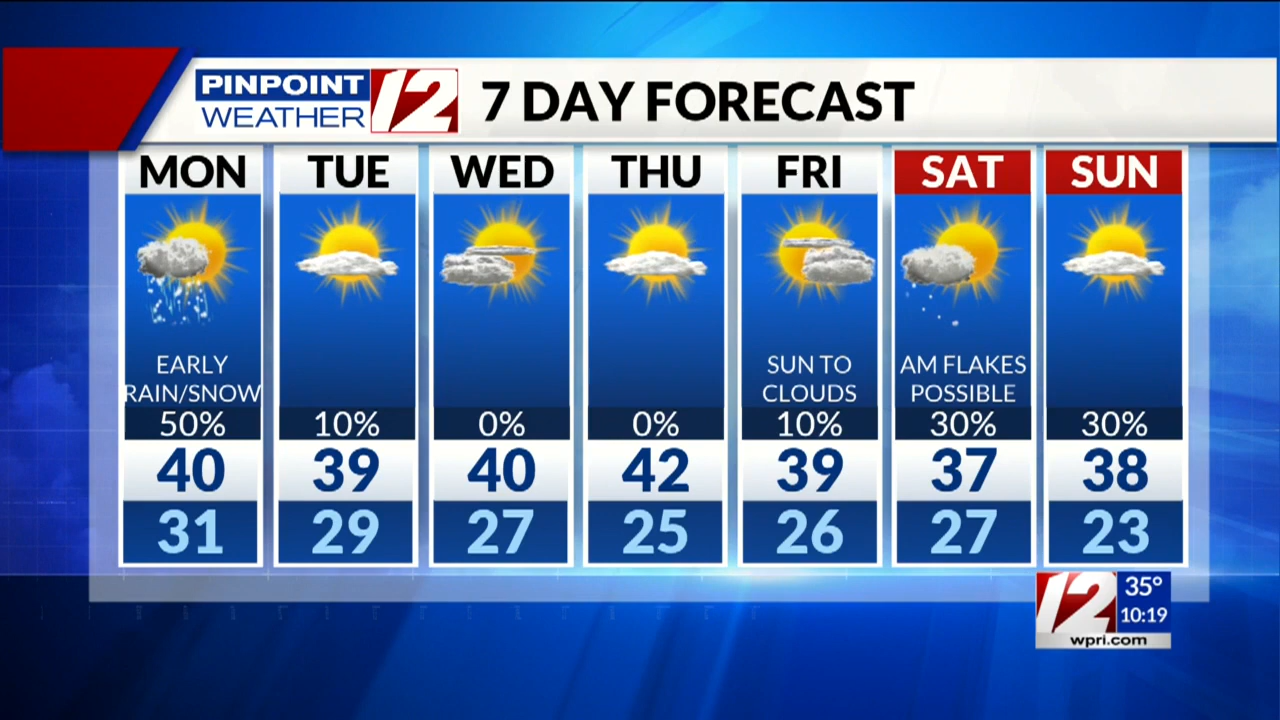 PINPOINT
WEATHER
12
7 DAY FORECAST
MON TUE WED THU FRI SAT SUN
EARLY
RAIN/SNOW
SUN TO
CLOUDS
AM FLAKES
POSSIBLE
50% 10% 0% 0% 10% 30% 30%
40 39 40 42 39 37 38
31 29 27 25 26 27 23
12
35°
10:19
wpri.com